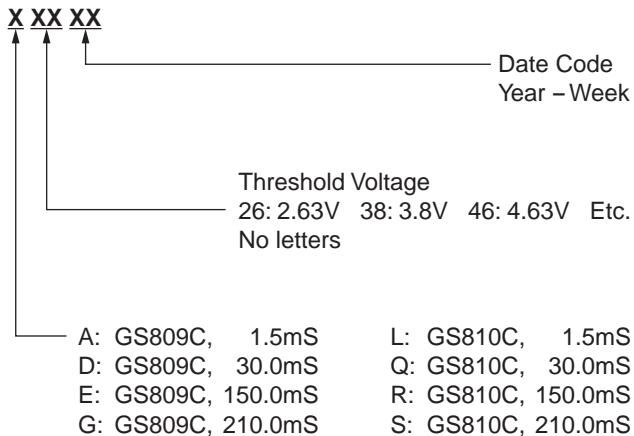 X XX XX
Date Code
Year – Week
Threshold Voltage
26: 2.63V 38: 3.8V 46: 4.63V Etc.
No letters
A: GS809C, 1.5mS L: GS810C, 1.5mS
D: GS809C, 30.0mS Q: GS810C, 30.0mS
E: GS809C, 150.0mS R: GS810C, 150.0mS
G: GS809C, 210.0mS S: GS810C, 210.0mS